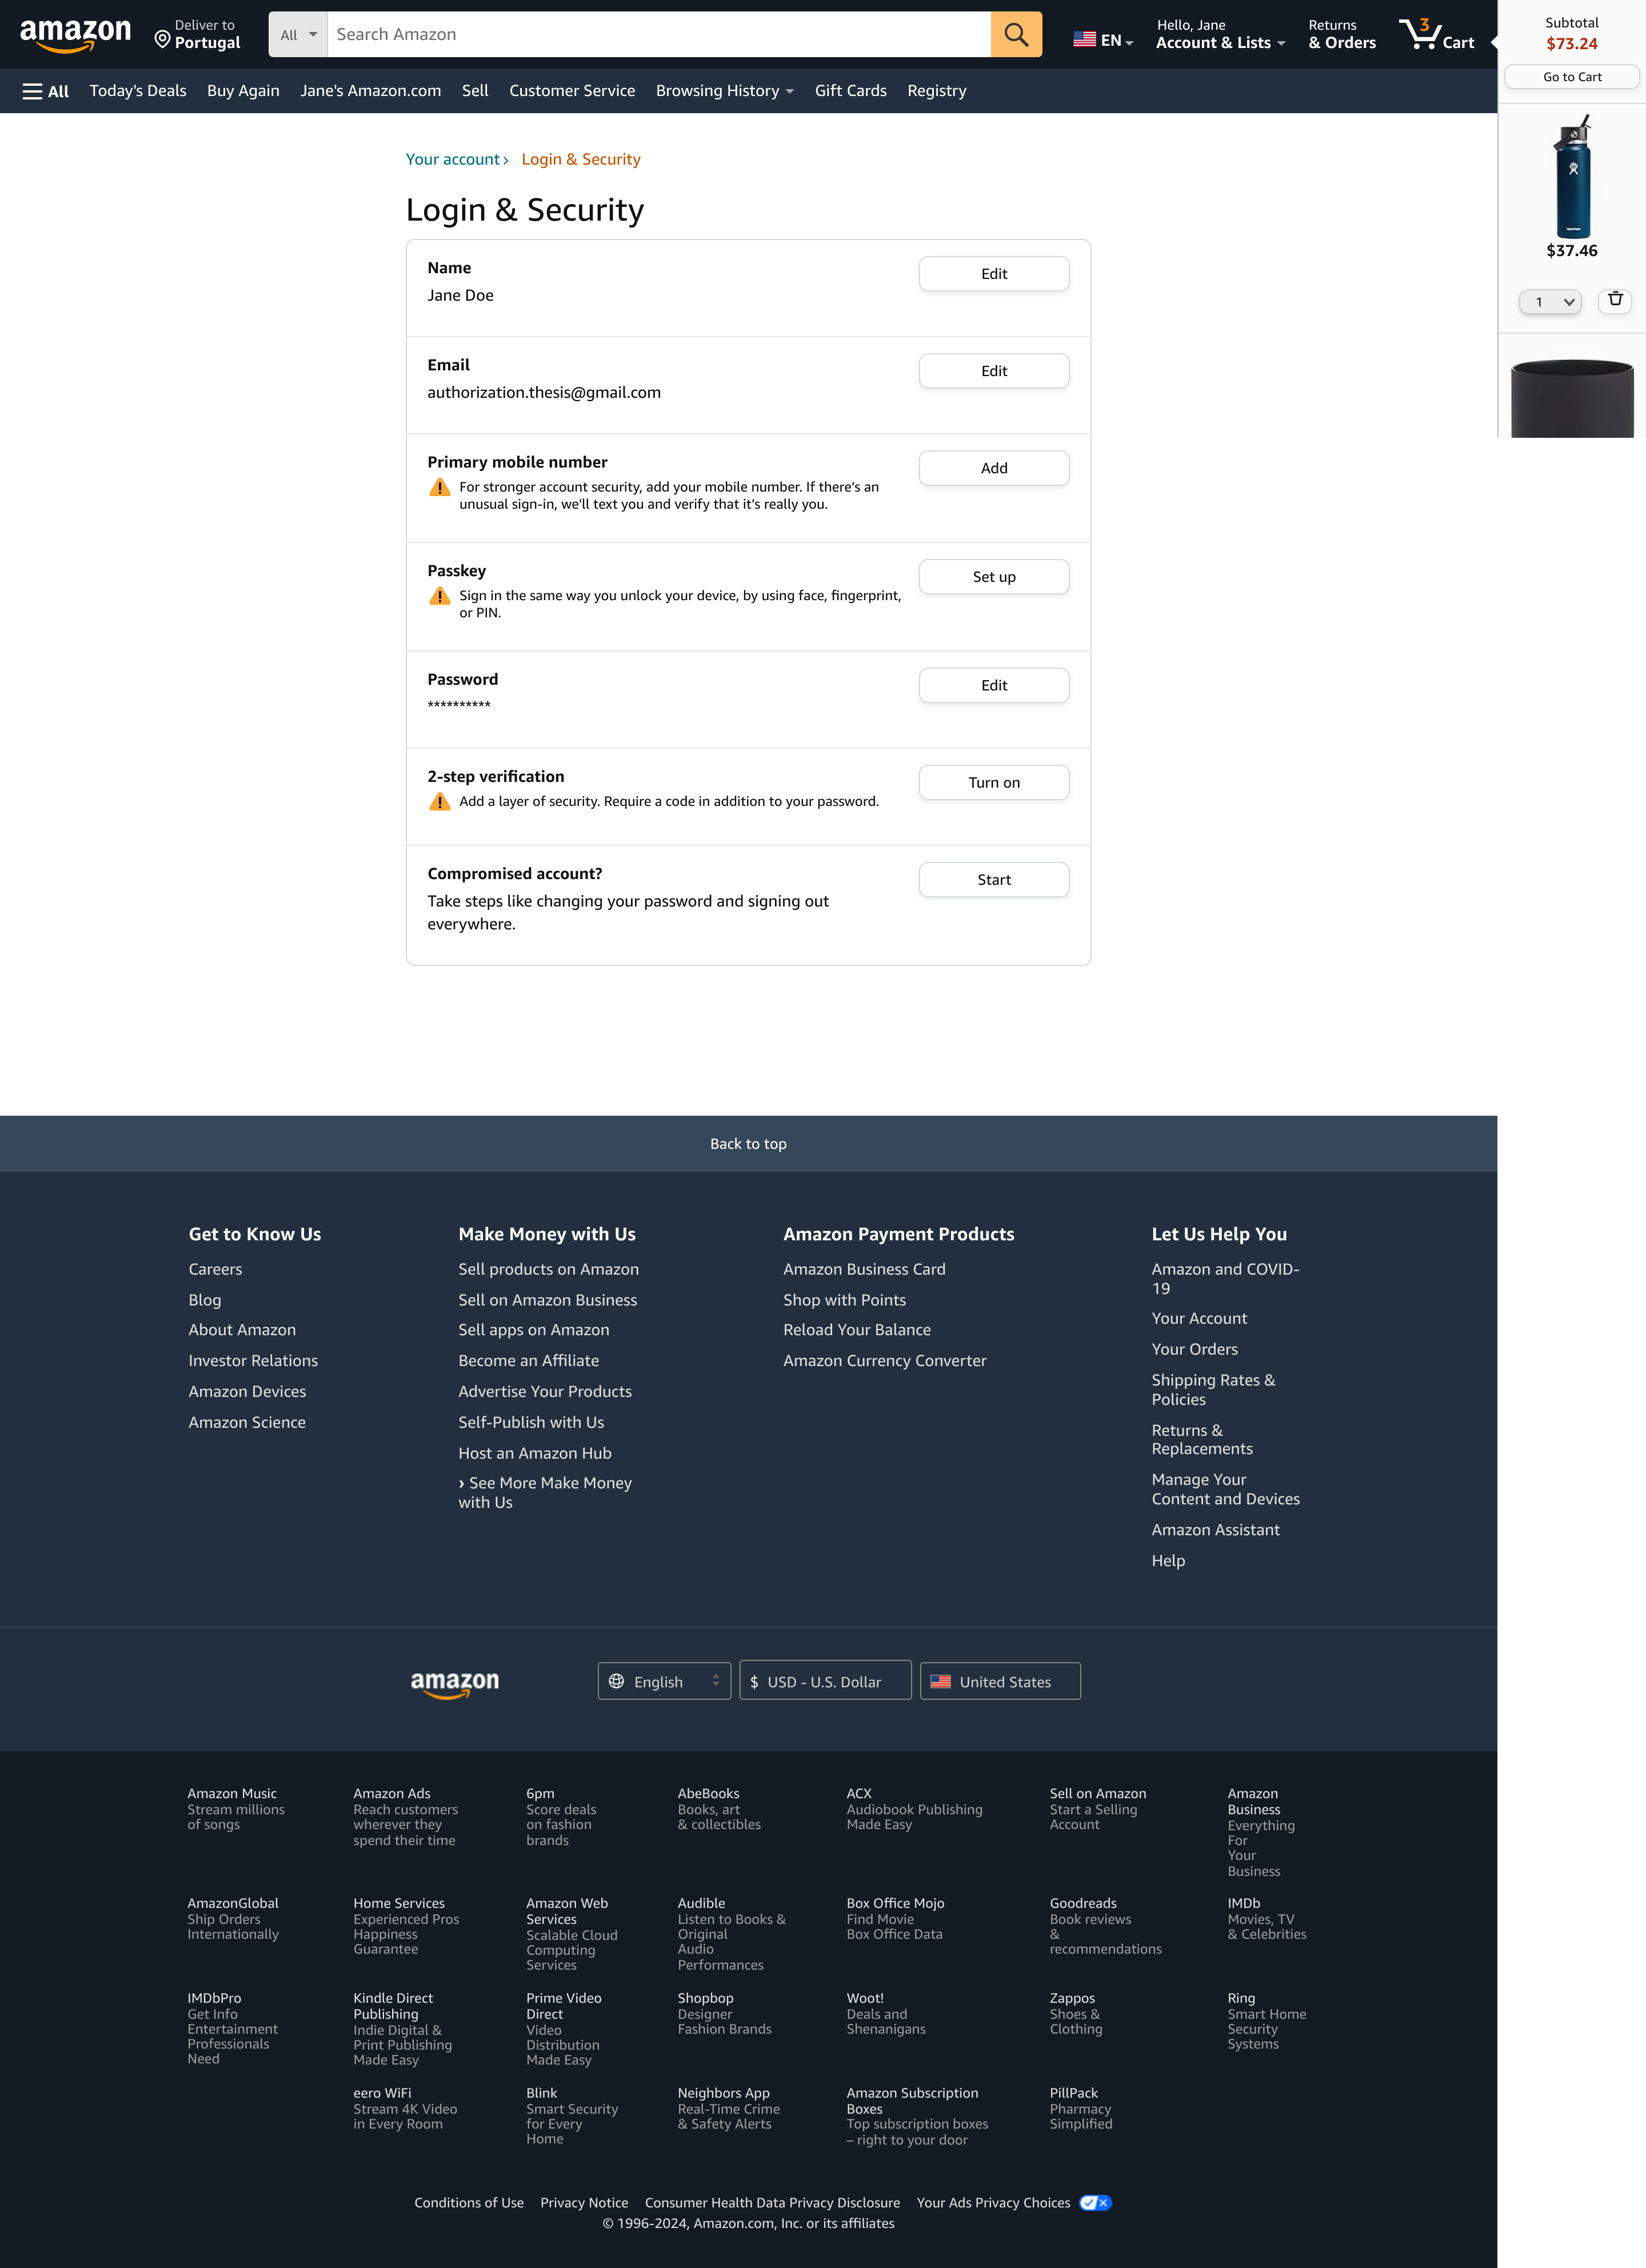 amazon
Deliver to
Portugal
All
Search Amazon
EN
Hello, Jane
Account & Lists
Returns
& Orders
3
Cart
Subtotal
$73.24
Go to Cart
All
Today's Deals
Buy Again
Jane's Amazon.com
Sell
Customer Service
Browsing History
Gift Cards
Registry
$37.46
1
Your account ›
Login & Security
Login & Security
Name
Jane Doe
Edit
Email
authorization.thesis@gmail.com
Edit
Primary mobile number
For stronger account security, add your mobile number. If there’s an
unusual sign-in, we'll text you and verify that it’s really you.
Add
Passkey
Sign in the same way you unlock your device, by using face, fingerprint,
or PIN.
Set up
Password
**********
Edit
2-step verification
Add a layer of security. Require a code in addition to your password.
Turn on
Compromised account?
Take steps like changing your password and signing out
everywhere.
Start
Back to top
Get to Know Us
Careers
Blog
About Amazon
Investor Relations
Amazon Devices
Amazon Science
Make Money with Us
Sell products on Amazon
Sell on Amazon Business
Sell apps on Amazon
Become an Affiliate
Advertise Your Products
Self-Publish with Us
Host an Amazon Hub
› See More Make Money
with Us
Amazon Payment Products
Amazon Business Card
Shop with Points
Reload Your Balance
Amazon Currency Converter
Let Us Help You
Amazon and COVID-
19
Your Account
Your Orders
Shipping Rates &
Policies
Returns &
Replacements
Manage Your
Content and Devices
Amazon Assistant
Help
amazon
English
$ USD - U.S. Dollar
United States
Amazon Music
Stream millions
of songs
Amazon Ads
Reach customers
wherever they
spend their time
6pm
Score deals
on fashion
brands
AbeBooks
Books, art
& collectibles
ACX
Audiobook Publishing
Made Easy
Sell on Amazon
Start a Selling
Account
Amazon
Business
Everything
For
Your
Business
AmazonGlobal
Ship Orders
Internationally
Home Services
Experienced Pros
Happiness
Guarantee
Amazon Web
Services
Scalable Cloud
Computing
Services
Audible
Listen to Books &
Original
Audio
Performances
Box Office Mojo
Find Movie
Box Office Data
Goodreads
Book reviews
&
recommendations
IMDb
Movies, TV
& Celebrities
IMDbPro
Get Info
Entertainment
Professionals
Need
Kindle Direct
Publishing
Indie Digital &
Print Publishing
Made Easy
Prime Video
Direct
Video
Distribution
Made Easy
Shopbop
Designer
Fashion Brands
Woot!
Deals and
Shenanigans
Zappos
Shoes &
Clothing
Ring
Smart Home
Security
Systems
eero WiFi
Stream 4K Video
in Every Room
Blink
Smart Security
for Every
Home
Neighbors App
Real-Time Crime
& Safety Alerts
Amazon Subscription
Boxes
Top subscription boxes
– right to your door
PillPack
Pharmacy
Simplified
Conditions of Use
Privacy Notice
Consumer Health Data Privacy Disclosure
Your Ads Privacy Choices
© 1996-2024, Amazon.com, Inc. or its affiliates